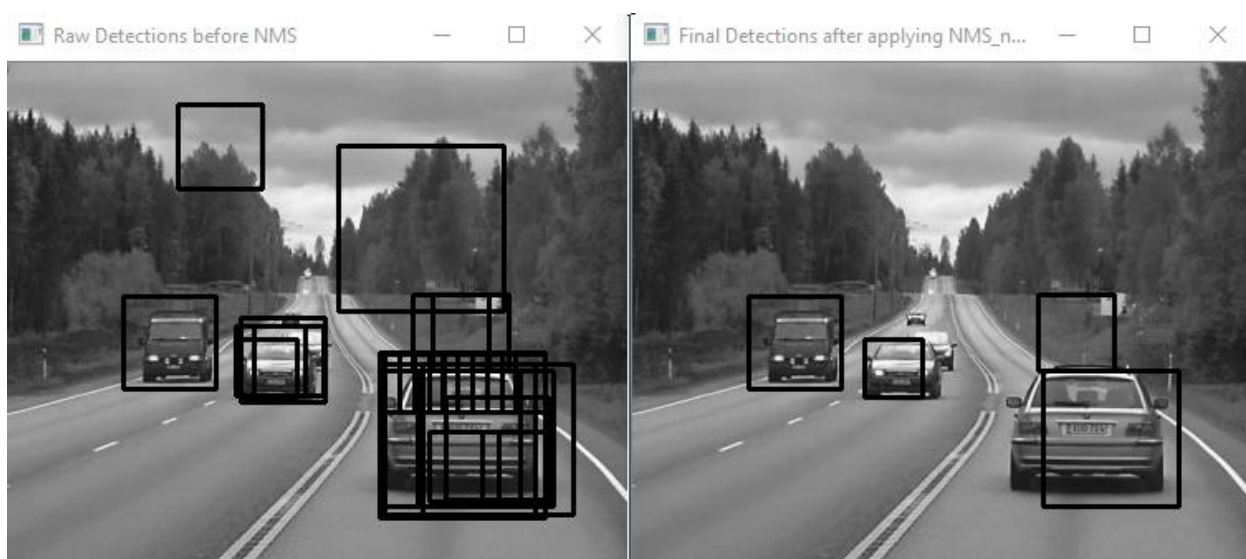 Raw Detections before NMS
Final Detections after applying NMS_n...